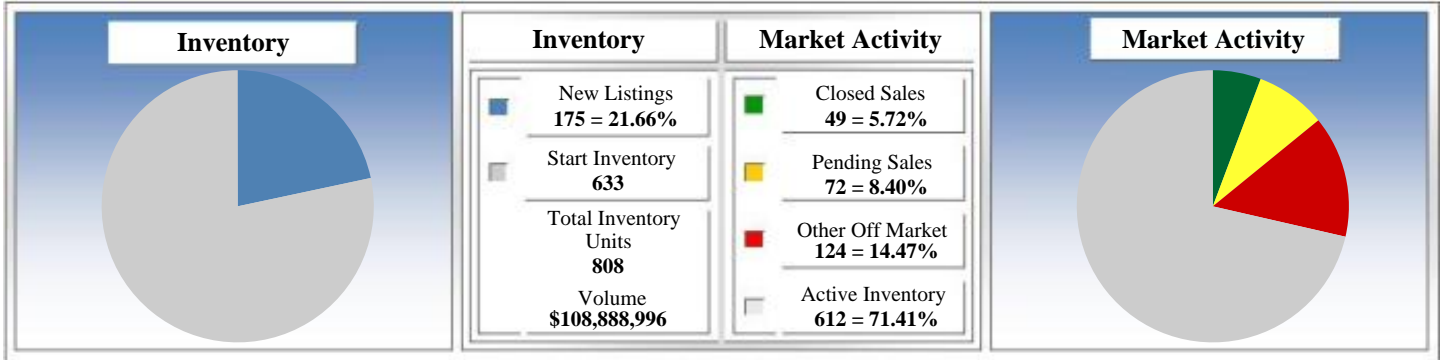 Inventory
Inventory
Market Activity
Market Activity
New Listings
175 = 21.66%
Start Inventory
633
Total Inventory
Units
808
Volume
$108,888,996
Closed Sales
49 = 5.72%
Pending Sales
72 = 8.40%
Other Off Market
124 = 14.47%
Active Inventory
612 = 71.41%